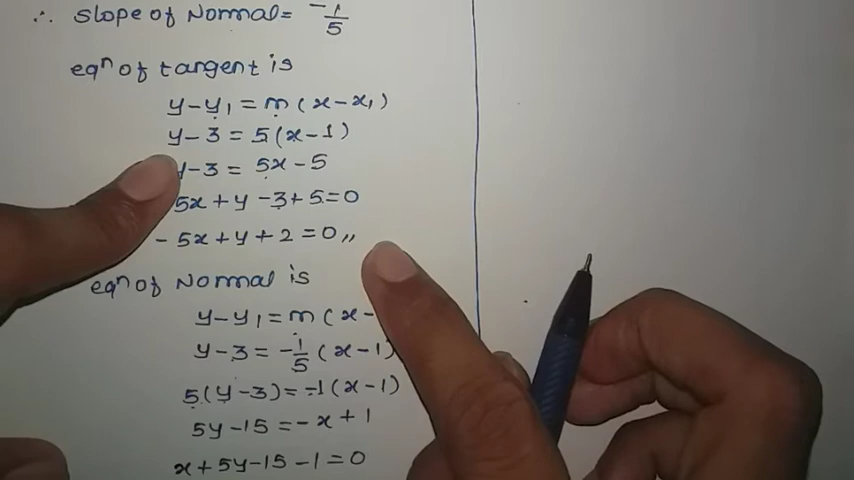 ∴ Slope of Normal = -1/5
eqⁿ of tangent is
y - y₁ = m (x - x₁)
y - 3 = 5(x - 1)
y - 3 = 5x - 5
5x + y - 3 + 5 = 0
- 5x + y + 2 = 0 ,,
eqⁿ of Normal is
y - y₁ = m (x -
y - 3 = -1/5 (x - 1)
5(y - 3) = -1(x - 1)
5y - 15 = - x + 1
x + 5y - 15 - 1 = 0